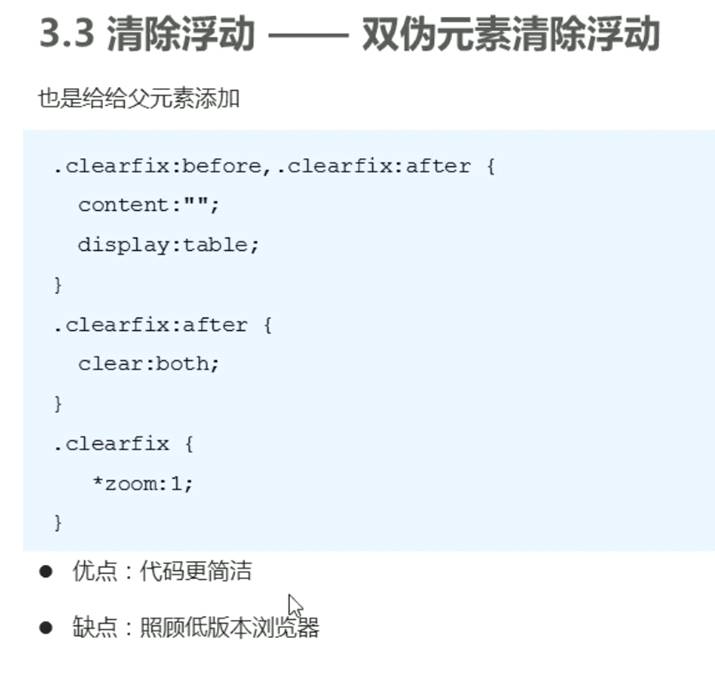 3.3 清除浮动 —— 双伪元素清除浮动
也是给给父元素添加
.clearfix:before,.clearfix:after {
content:"";
display:table;
}
.clearfix:after {
clear:both;
}
.clearfix {
*zoom:1;
}
● 优点：代码更简洁
● 缺点：照顾低版本浏览器